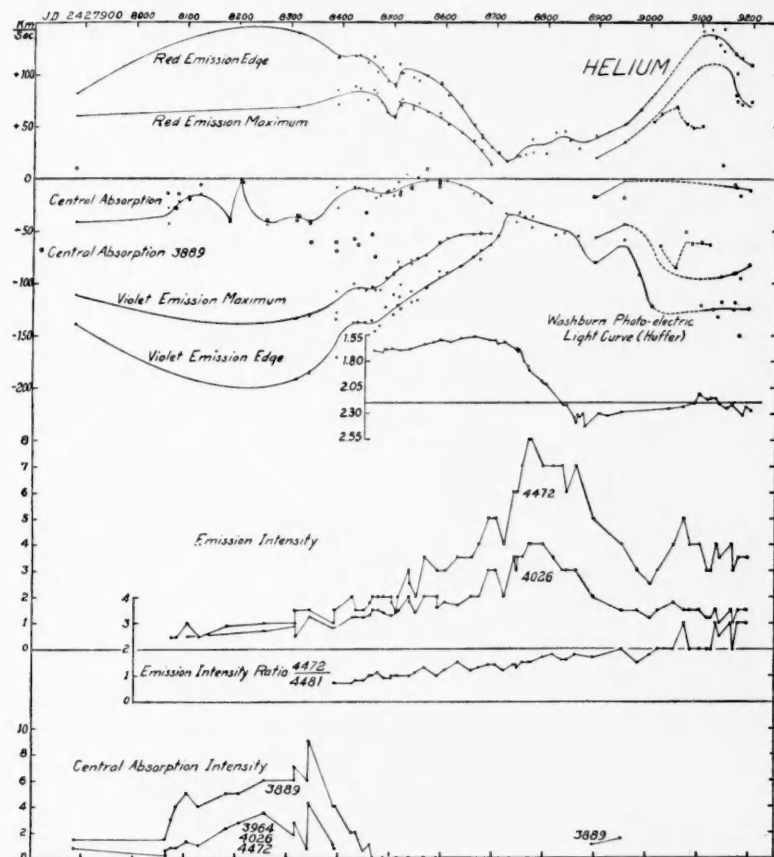 Km J.D. 2427900 8000 8100 8200 8300 8400 8500 8600 8700 8800 8900 9000 9100 9200
Sec.
Red Emission Edge
HELIUM
+100
Red Emission Maximum
+50
0
Central Absorption
-50
Central Absorption 3889
-100
Violet Emission Maximum
Washburn Photo-electric
Light Curve (Huffer)
-150
Violet Emission Edge
1.55
1.80
-200
2.05
2.30
2.55
8
7
6
5
4
3
2
1
0
4472
Emission Intensity
4026
4
3
2
1
0
Emission Intensity Ratio 4472
4481
10
8
6
4
2
0
Central Absorption Intensity
3889
3964
4026
4472
3889